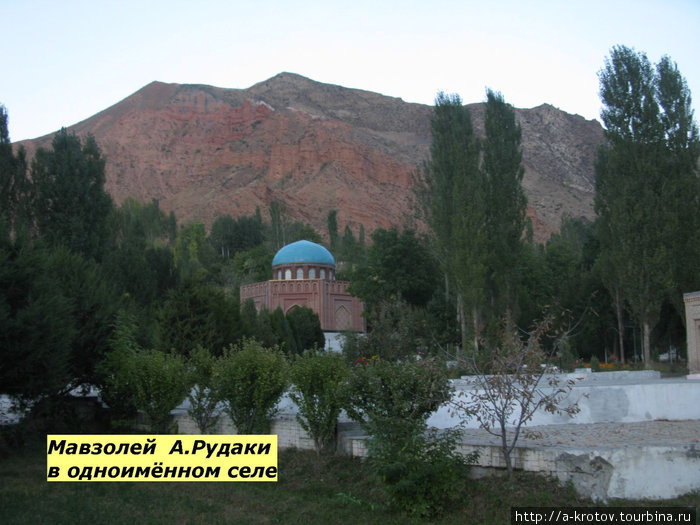 Мавзолей А.Рудаки
в одноимённом селе
http://a-krotov.tourbina.ru